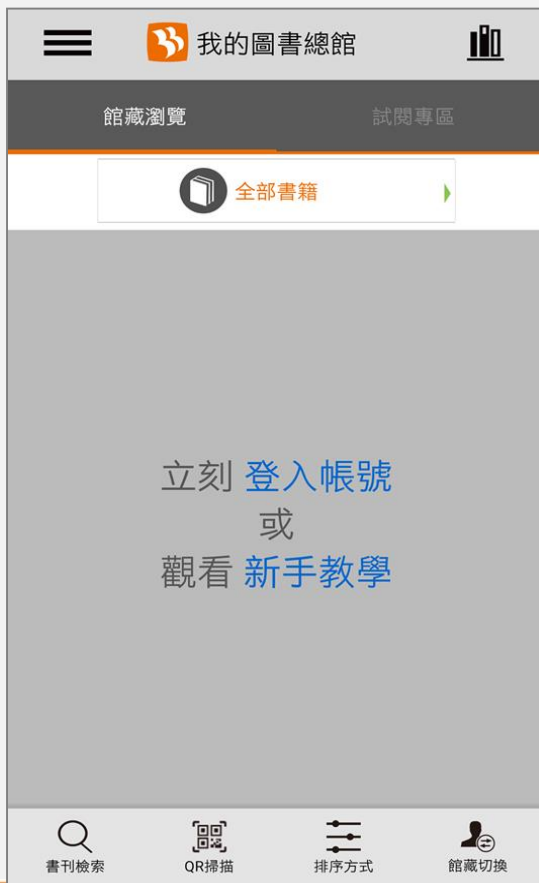 我的圖書總館
館藏瀏覽 試閱專區
全部書籍
立刻 登入帳號
或
觀看 新手教學
書刊檢索 QR掃描 排序方式 館藏切換